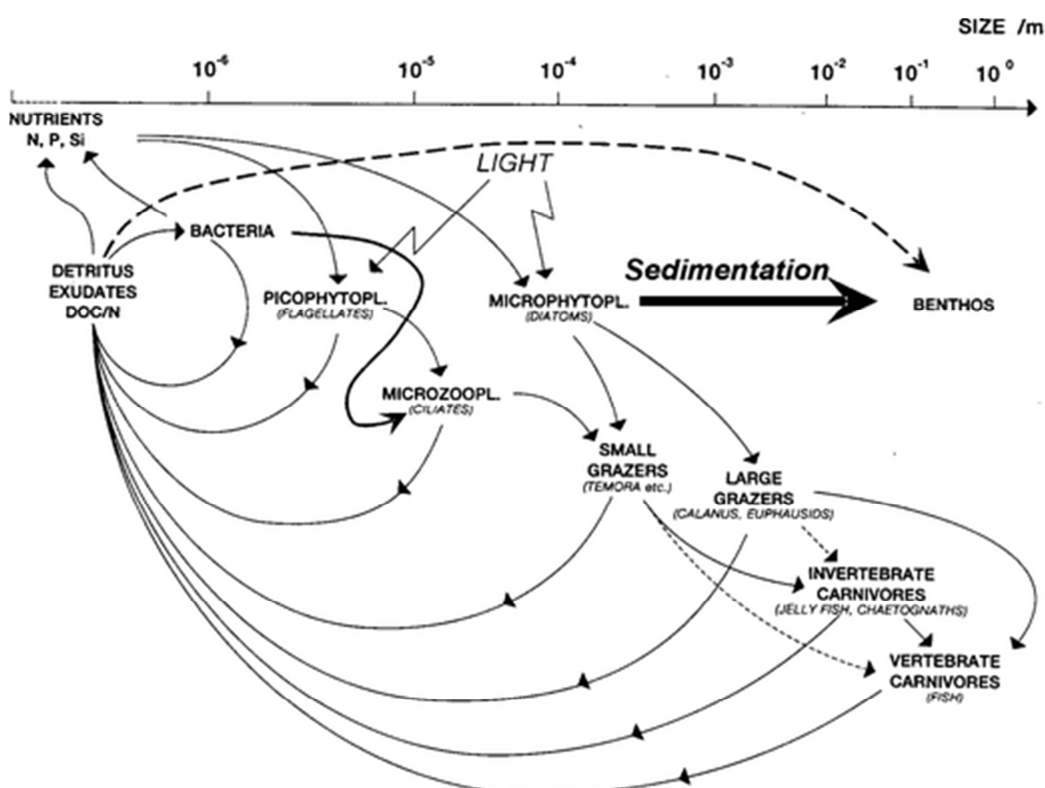 SIZE /m
10⁻⁶ 10⁻⁵ 10⁻⁴ 10⁻³ 10⁻² 10⁻¹ 10⁰
NUTRIENTS
N, P, Si
LIGHT
BACTERIA
DETRITUS
EXUDATES
DOC/N
Sedimentation
PICOPHYTOPL.
(FLAGELLATES)
MICROPHYTOPL.
(DIATOMS)
BENTHOS
MICROZOOPL.
(CILIATES)
SMALL
GRAZERS
(TEMORA etc.)
LARGE
GRAZERS
(CALANUS, EUPHAUSIDS)
INVERTEBRATE
CARNIVORES
(JELLY FISH, CHAETOGNATHS)
VERTEBRATE
CARNIVORES
(FISH)